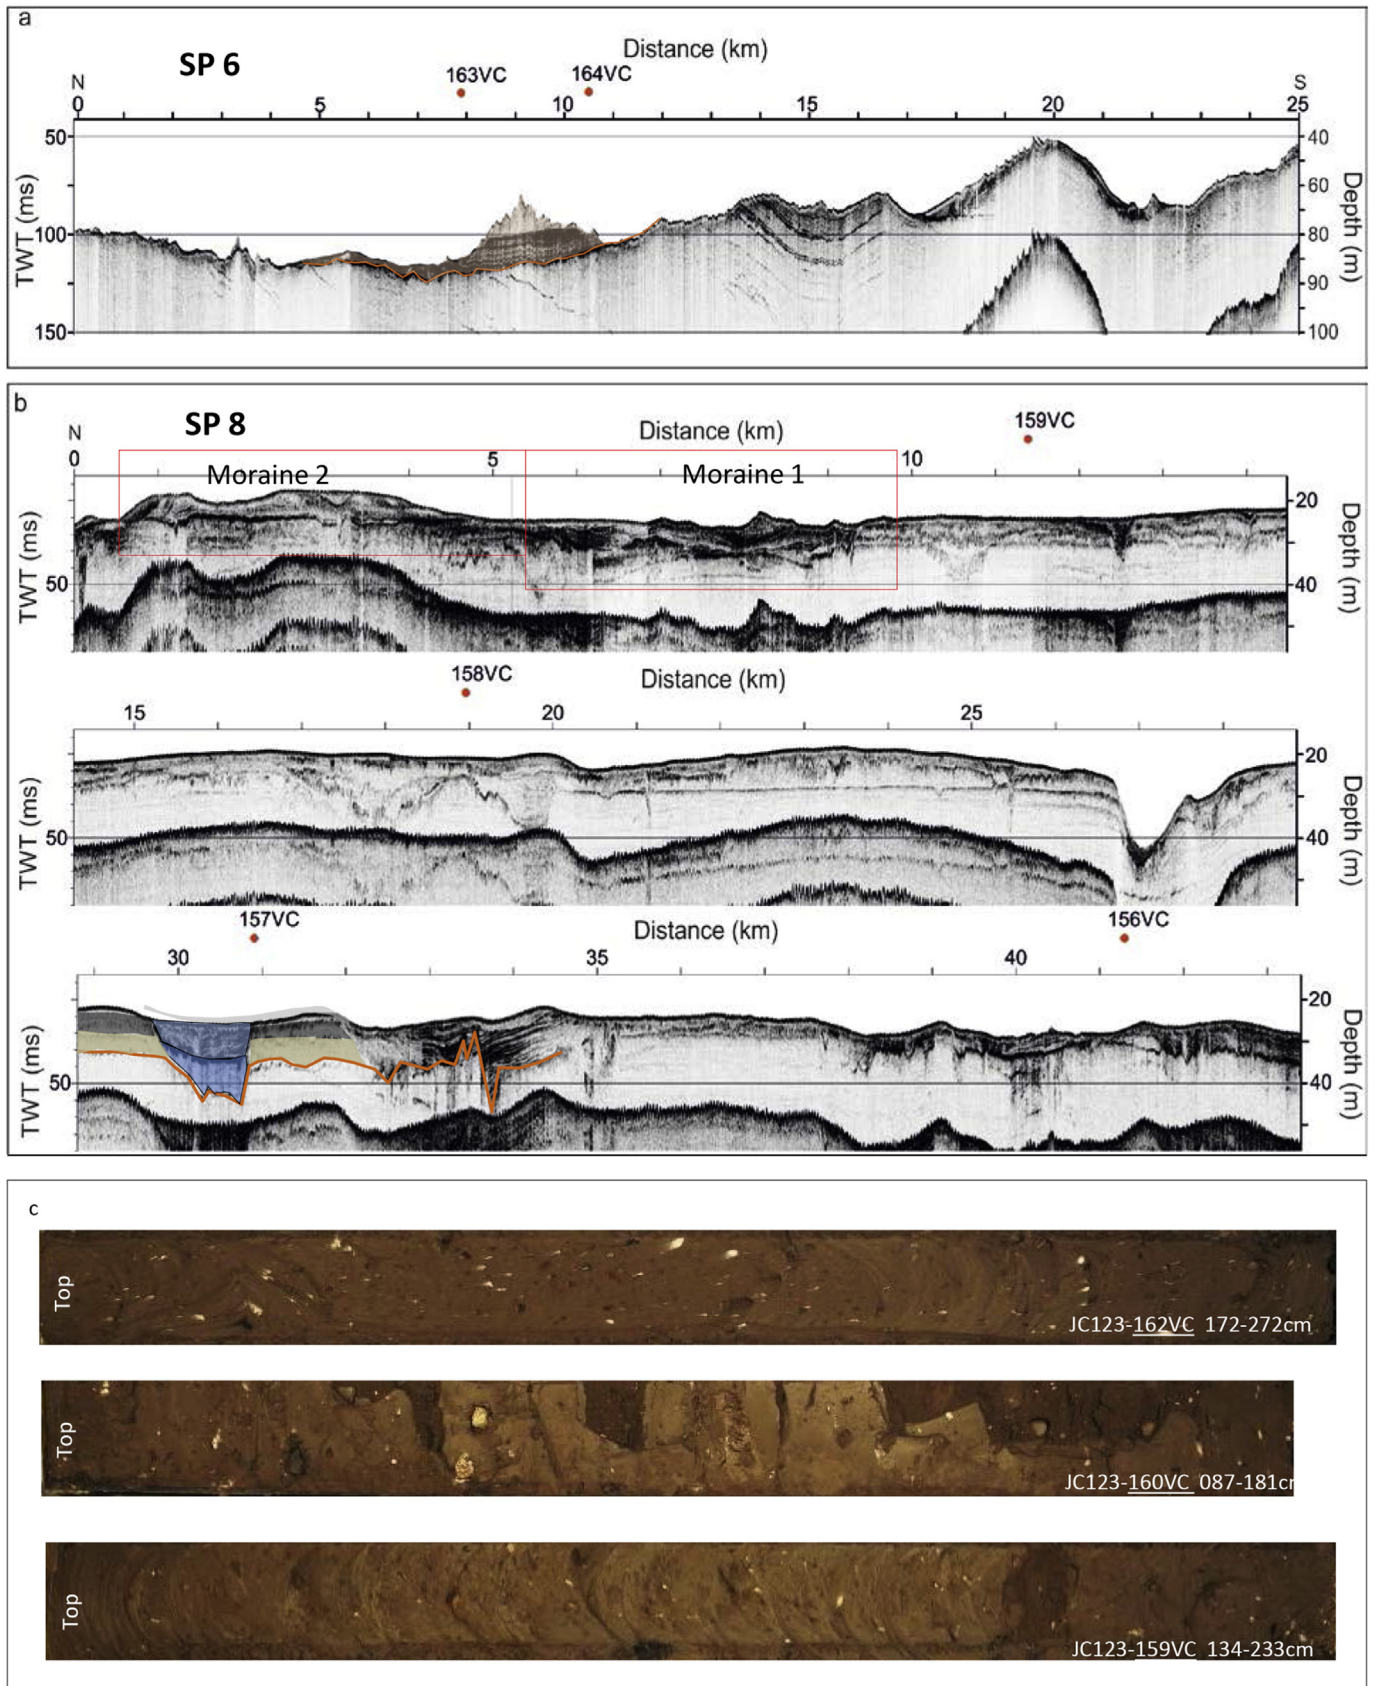 a
SP 6
Distance (km)
163VC 164VC
N S
0 5 10 15 20 25
50 40
60
TWT (ms) Depth (m)
100 80
90
150 100
b
SP 8
Distance (km)
159VC
N
0 5 10
Moraine 2 Moraine 1
20
TWT (ms) Depth (m)
50 40
158VC
Distance (km)
15 20 25
20
TWT (ms) Depth (m)
50 40
157VC
Distance (km)
156VC
30 35 40
20
TWT (ms) Depth (m)
50 40
c
Top
JC123-162VC 172-272cm
Top
JC123-160VC 087-181cr
Top
JC123-159VC 134-233cm